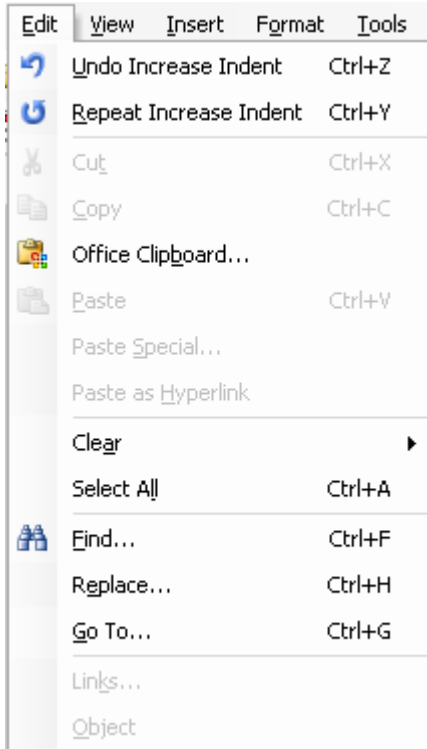 Edit View Insert Format Tools
Undo Increase Indent Ctrl+Z
Repeat Increase Indent Ctrl+Y
Cut Ctrl+X
Copy Ctrl+C
Office Clipboard...
Paste Ctrl+V
Paste Special...
Paste as Hyperlink
Clear
Select All Ctrl+A
Find... Ctrl+F
Replace... Ctrl+H
Go To... Ctrl+G
Links...
Object